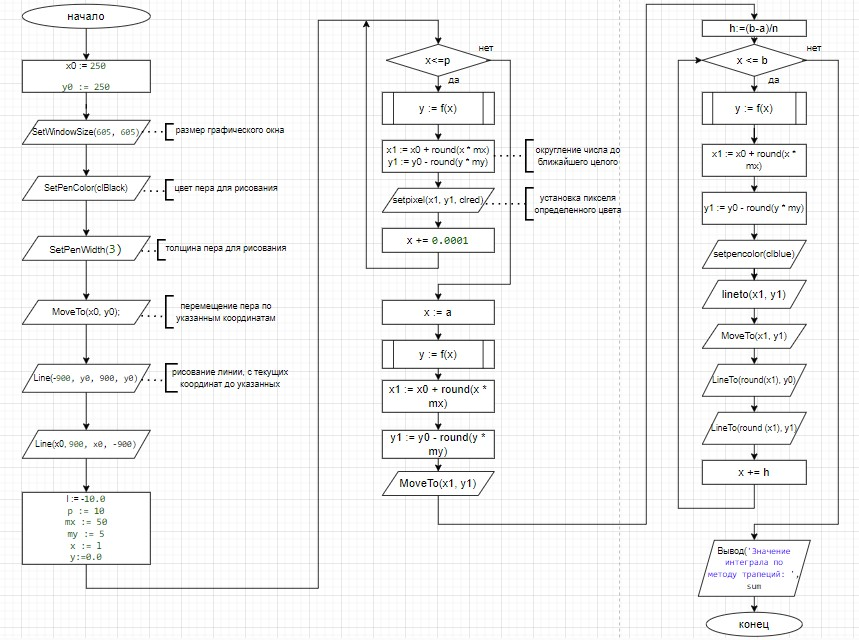 начало
x0 := 250
y0 := 250
SetWindowSize(605, 605)
размер графического окна
SetPenColor(clBlack)
цвет пера для рисования
SetPenWidth(3)
толщина пера для рисования
MoveTo(x0, y0);
перемещение пера по
указанным координатам
Line(-900, y0, 900, y0)
рисование линии, с текущих
координат до указанных
Line(x0, 900, x0, -900)
l := -10.0
p := 10
mx := 50
my := 5
x := l
y:=0.0
x<=p
нет
да
y := f(x)
x1 := x0 + round(x * mx)
y1 := y0 - round(y * my)
округление числа до
ближайшего целого
setpixel(x1, y1, clred)
установка пикселя
определенного цвета
x += 0.0001
x := a
y := f(x)
x1 := x0 + round(x *
mx)
y1 := y0 - round(y *
my)
MoveTo(x1, y1)
h:=(b-a)/n
x <= b
нет
да
y := f(x)
x1 := x0 + round(x *
mx)
y1 := y0 - round(y * my)
setpencolor(clblue)
lineto(x1, y1)
MoveTo(x1, y1)
LineTo(round(x1), y0)
LineTo(round (x1), y1)
x += h
Вывод('Значение
интеграла по
методу трапеций: ',
sum
конец